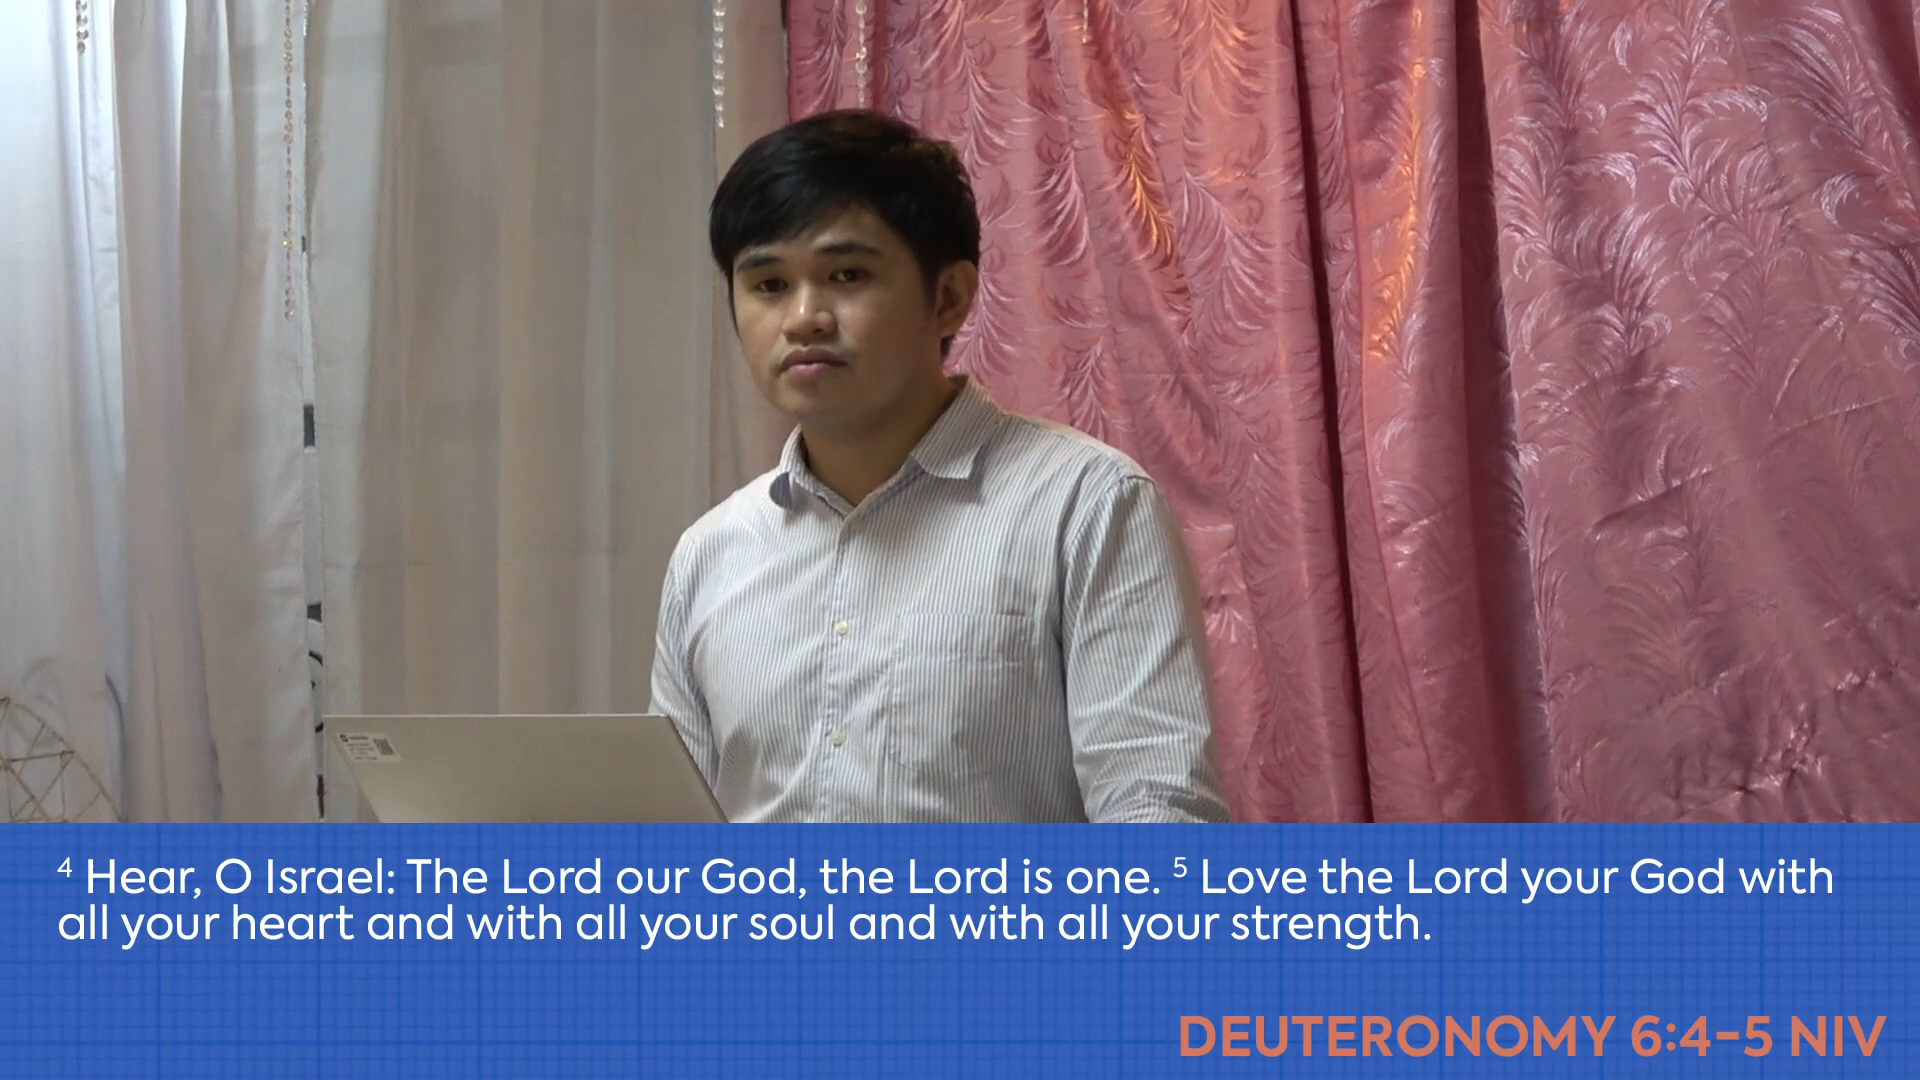 ⁴ Hear, O Israel: The Lord our God, the Lord is one. ⁵ Love the Lord your God with
all your heart and with all your soul and with all your strength.
DEUTERONOMY 6:4-5 NIV